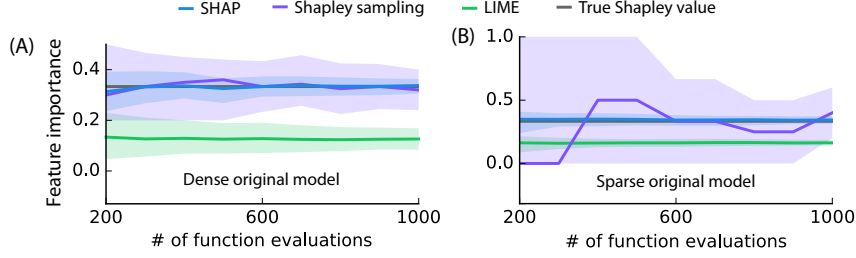 SHAP Shapley sampling LIME True Shapley value
(A)
Feature importance
0.4
0.2
0.0
Dense original model
200 600 1000
# of function evaluations
(B)
1.0
0.5
0.0
Sparse original model
200 600 1000
# of function evaluations